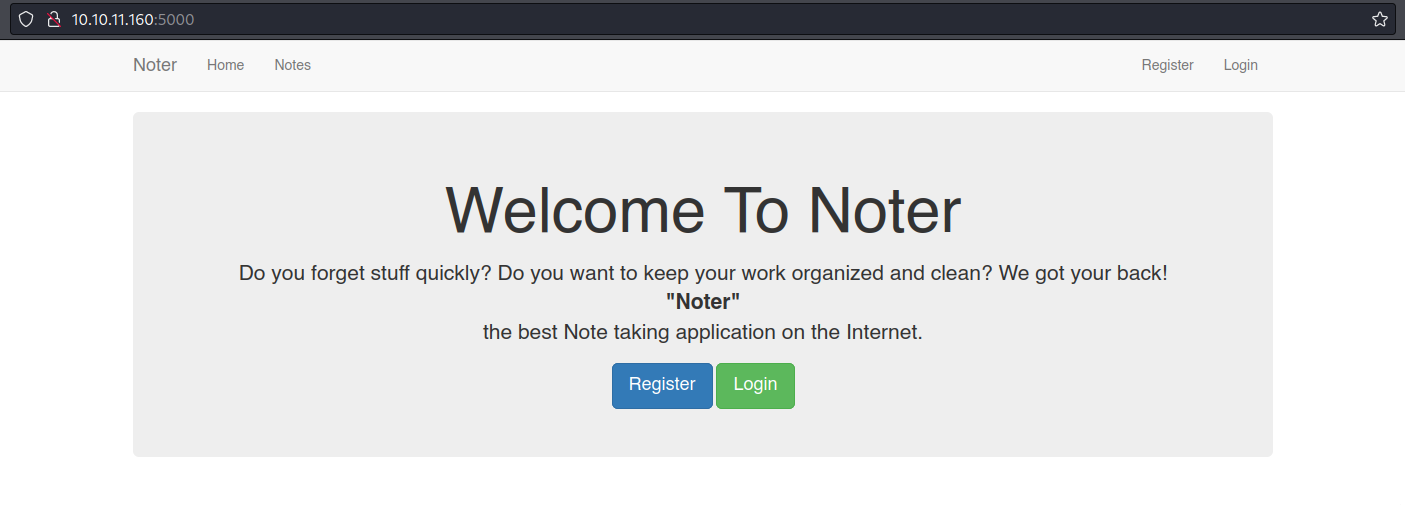 10.10.11.160:5000
Noter Home Notes Register Login
Welcome To Noter
Do you forget stuff quickly? Do you want to keep your work organized and clean? We got your back!
"Noter"
the best Note taking application on the Internet.
Register Login